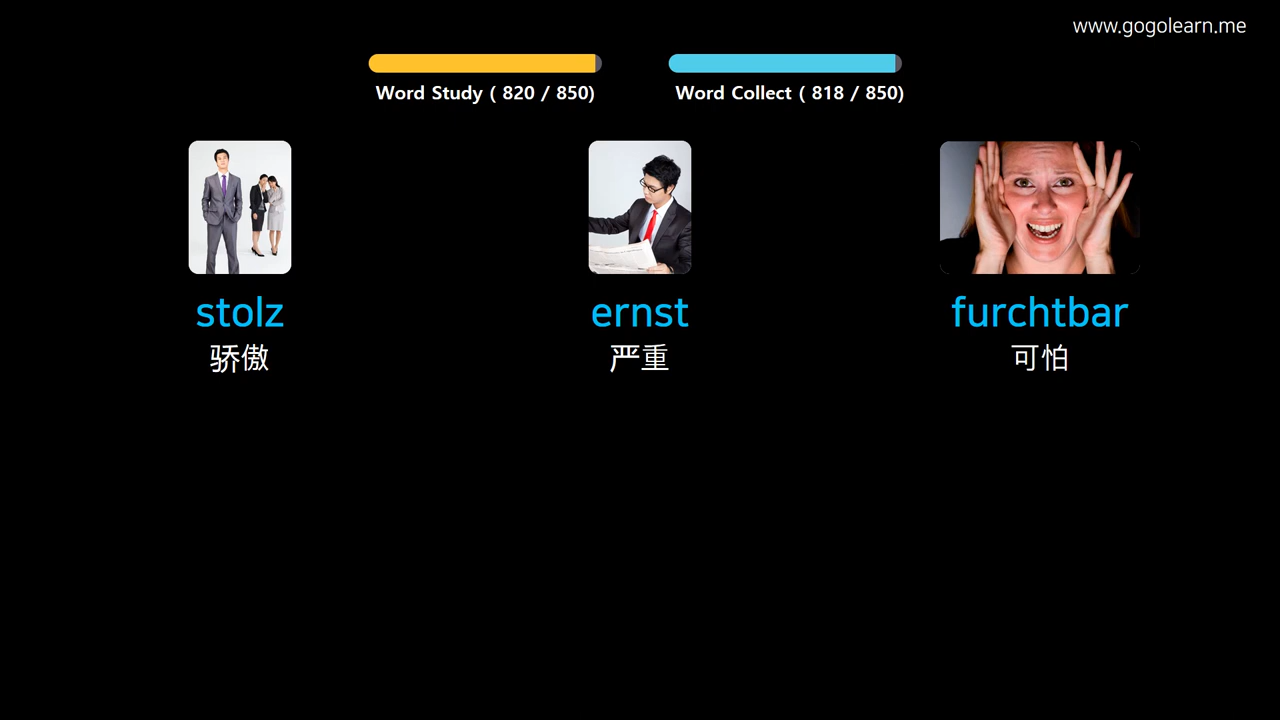 www.gogolearn.me
Word Study ( 820 / 850)
Word Collect ( 818 / 850)
stolz
ernst
furchtbar
骄傲
严重
可怕